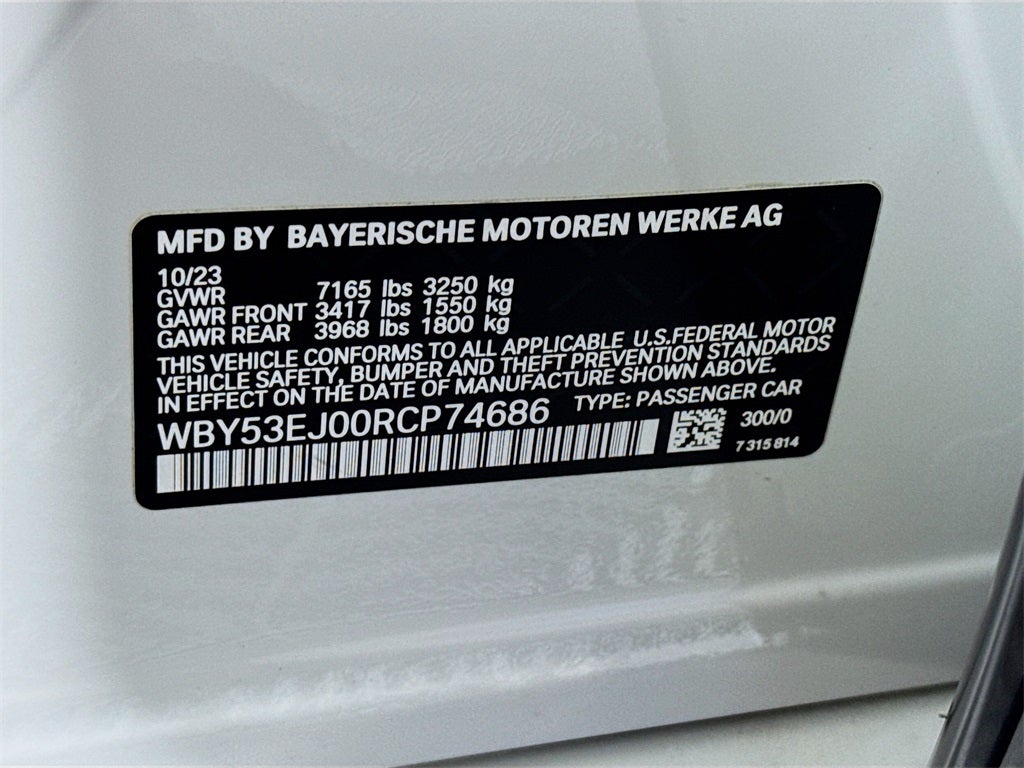 MFD BY BAYERISCHE MOTOREN WERKE AG
10/23
GVWR 7165 lbs 3250 kg
GAWR FRONT 3417 lbs 1550 kg
GAWR REAR 3968 lbs 1800 kg
THIS VEHICLE CONFORMS TO ALL APPLICABLE U.S.FEDERAL MOTOR
VEHICLE SAFETY, BUMPER AND THEFT PREVENTION STANDARDS
IN EFFECT ON THE DATE OF MANUFACTURE SHOWN ABOVE.
WBY53EJ00RCP74686 TYPE: PASSENGER CAR
300/0
7 315 814